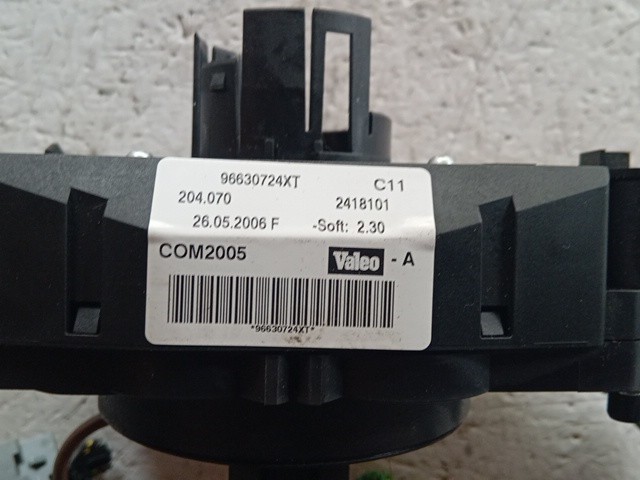 96630724XT C11
204.070 2418101
26.05.2006 F -Soft: 2.30
COM2005 Valeo - A
*96630724XT*